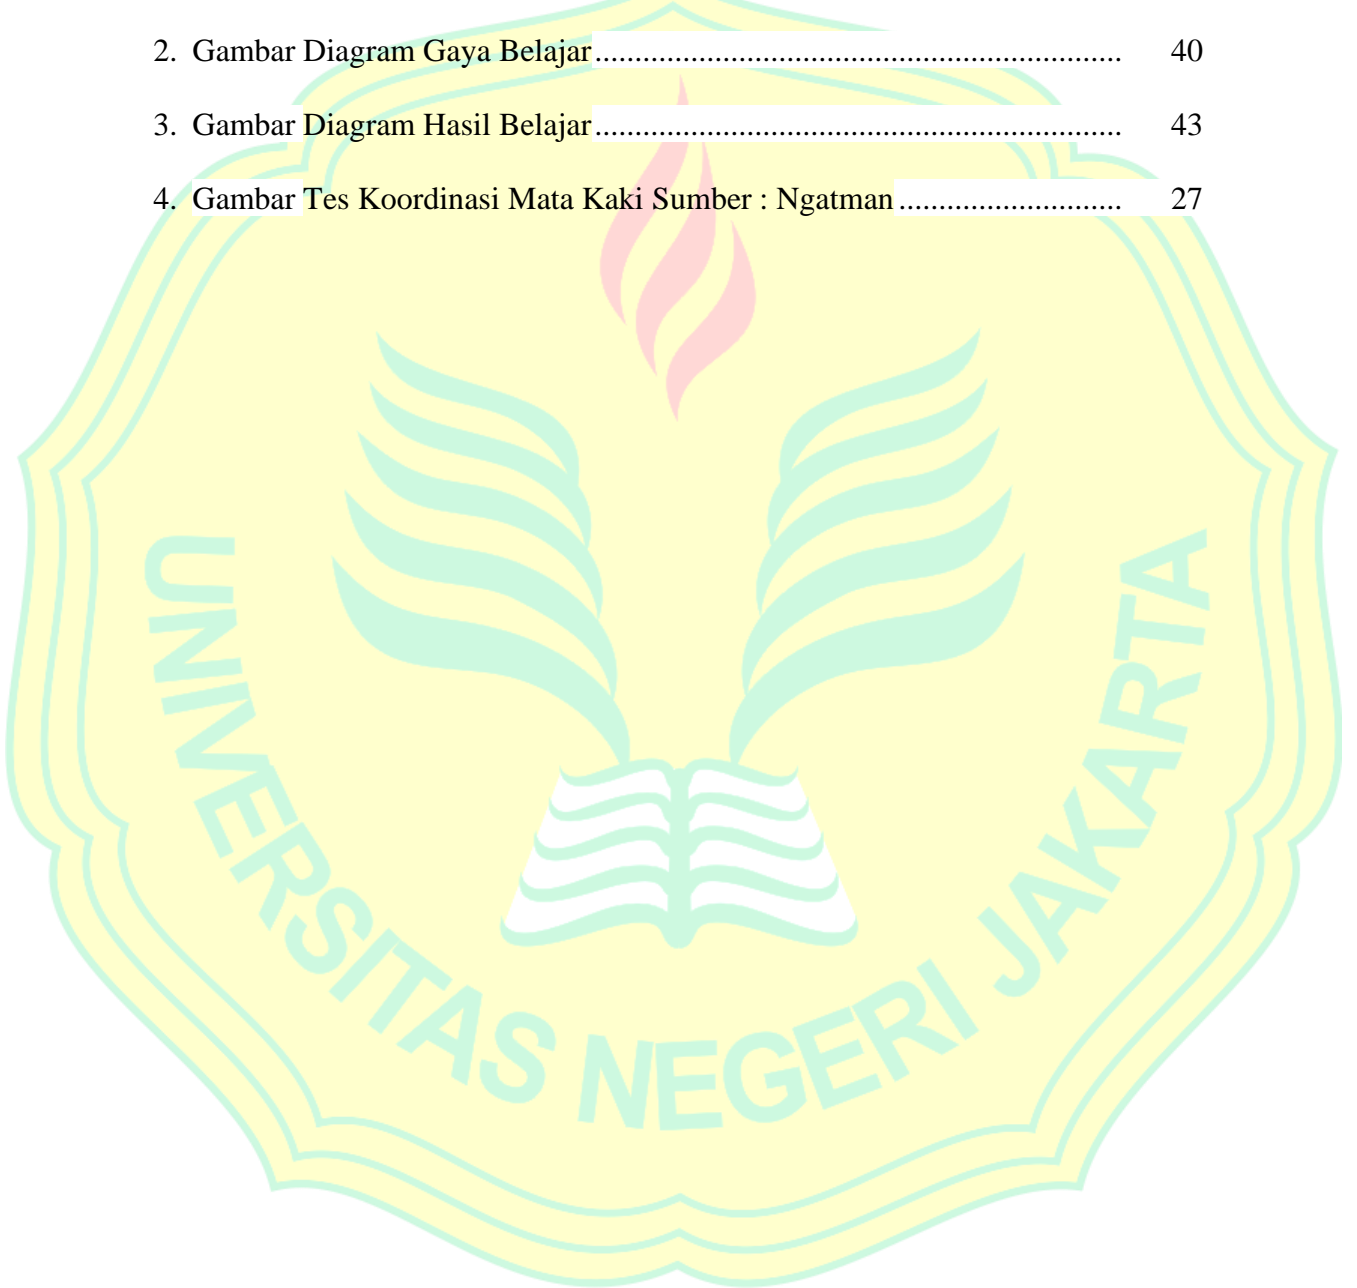 2. Gambar Diagram Gaya Belajar.................................................................. 40
3. Gambar Diagram Hasil Belajar.................................................................. 43
4. Gambar Tes Koordinasi Mata Kaki Sumber : Ngatman............................ 27
UNIVERSITAS NEGERI JAKARTA